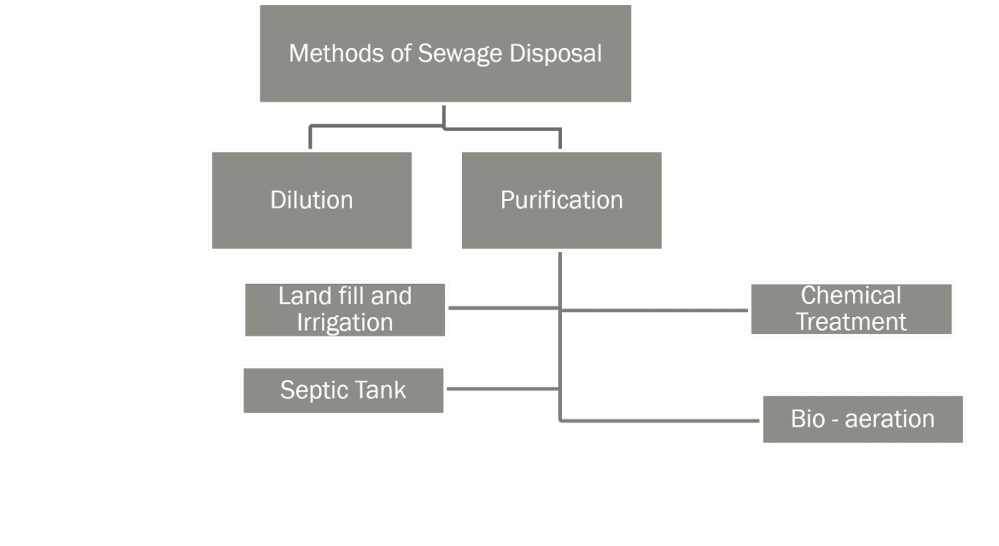 Methods of Sewage Disposal
Dilution
Purification
Land fill and
Irrigation
Chemical
Treatment
Septic Tank
Bio - aeration